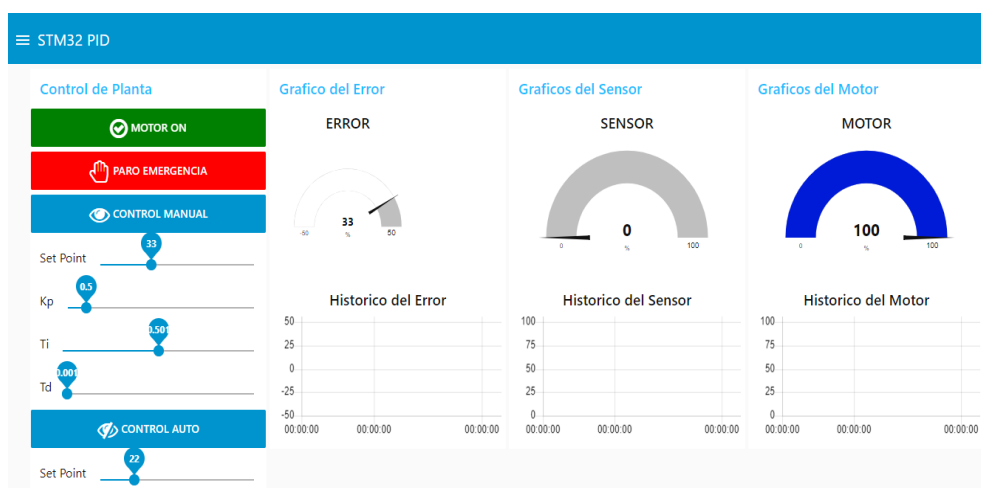 STM32 PID
Control de Planta
MOTOR ON
PARO EMERGENCIA
CONTROL MANUAL
33
Set Point
0.5
Kp
0.501
Ti
0.001
Td
CONTROL AUTO
22
Set Point
Grafico del Error
ERROR
33
-50 % 50
Historico del Error
50
25
0
-25
-50
00:00:00 00:00:00 00:00:00
Graficos del Sensor
SENSOR
0
0 % 100
Historico del Sensor
100
75
50
25
0
00:00:00 00:00:00 00:00:00
Graficos del Motor
MOTOR
100
0 % 100
Historico del Motor
100
75
50
25
0
00:00:00 00:00:00 00:00:00